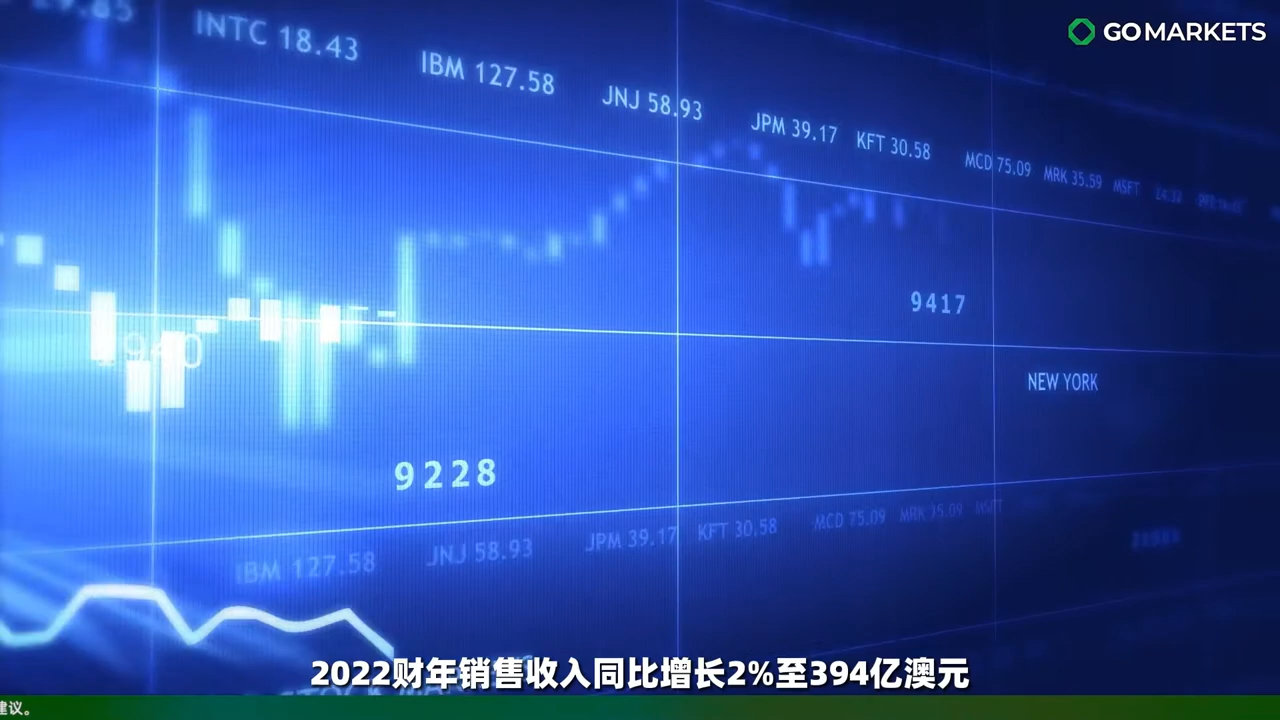 GO MARKETS
INTC 18.43 IBM 127.58 JNJ 58.93 JPM 39.17 KFT 30.58 MCD 75.09 MRK 35.59 MSFT
9417
NEW YORK
9228
IBM 127.58 JNJ 58.93 JPM 39.17 KFT 30.58 MCD 75.09 MRK 35.59 MSFT
2022财年销售收入同比增长2%至394亿澳元
建议。